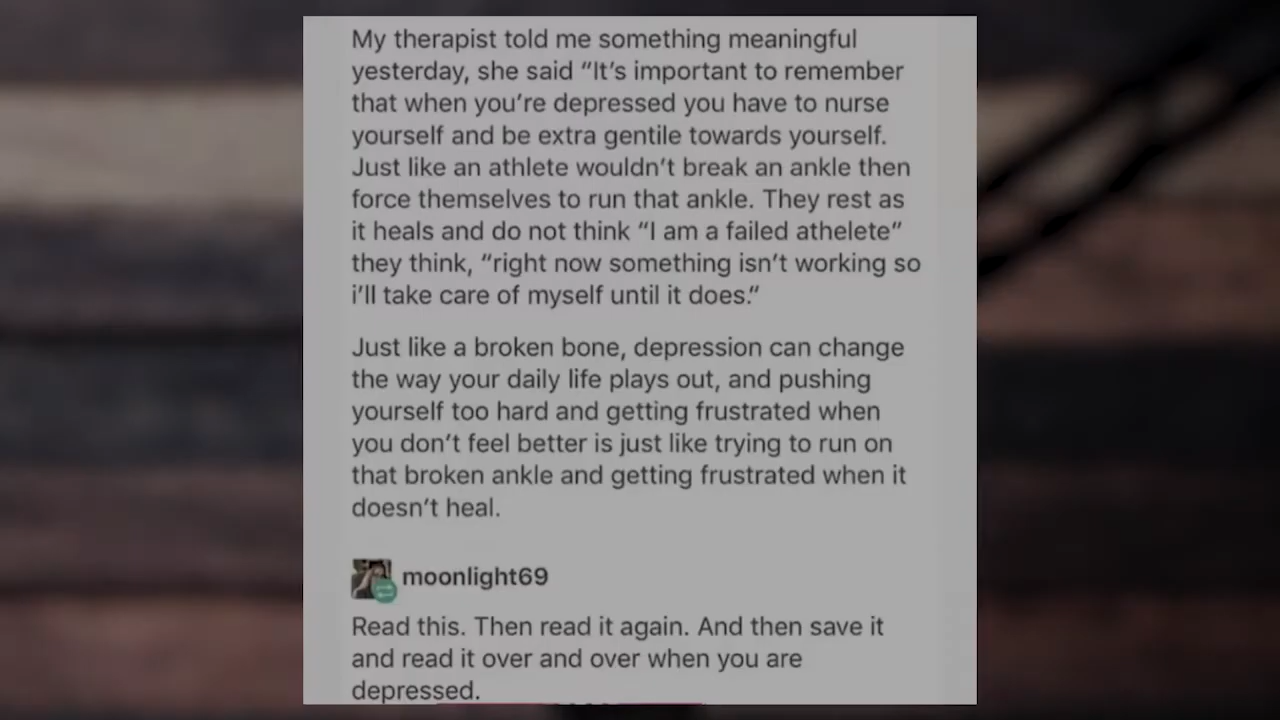 My therapist told me something meaningful
yesterday, she said “It’s important to remember
that when you’re depressed you have to nurse
yourself and be extra gentile towards yourself.
Just like an athlete wouldn’t break an ankle then
force themselves to run that ankle. They rest as
it heals and do not think “I am a failed athelete”
they think, “right now something isn’t working so
i’ll take care of myself until it does.”
Just like a broken bone, depression can change
the way your daily life plays out, and pushing
yourself too hard and getting frustrated when
you don’t feel better is just like trying to run on
that broken ankle and getting frustrated when it
doesn’t heal.
moonlight69
Read this. Then read it again. And then save it
and read it over and over when you are
depressed.